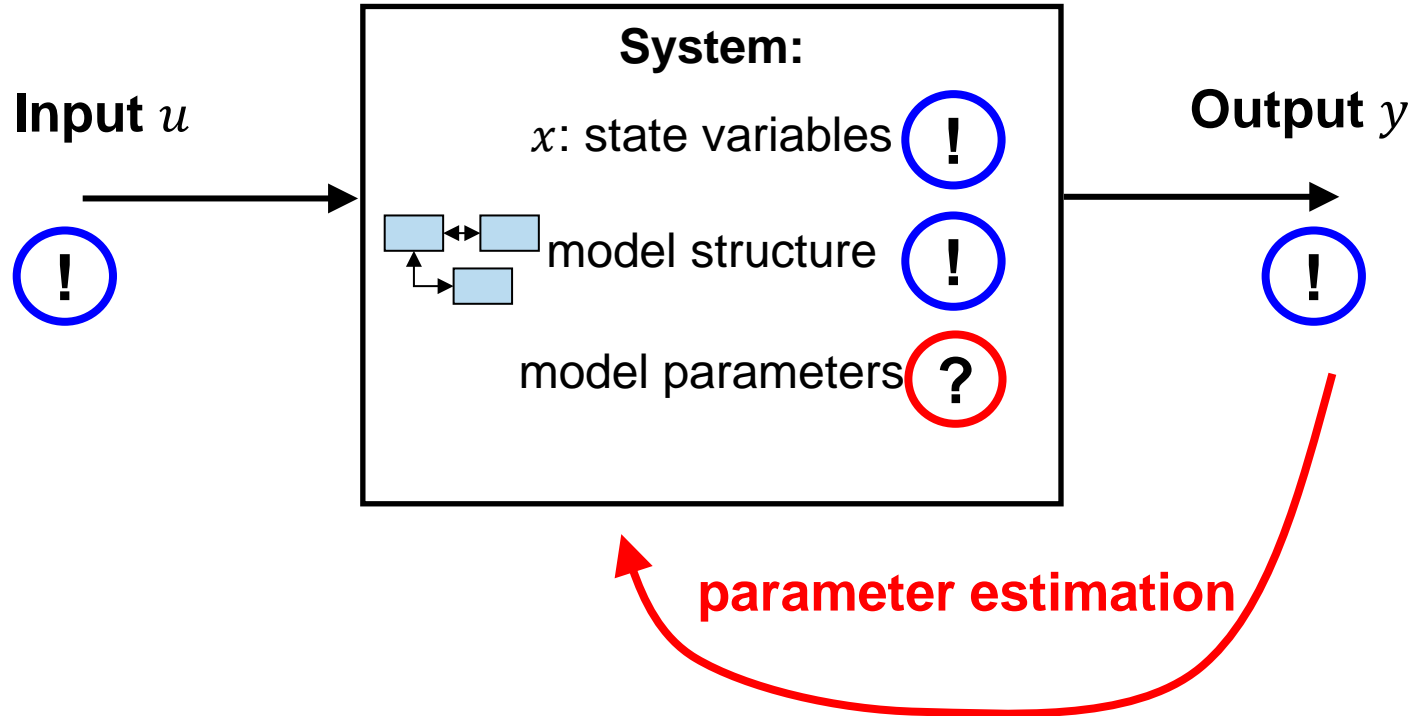 System:
Input 𝑢
Output 𝑦
𝑥: state variables
!
!
model structure
!
!
model parameters
?
parameter estimation